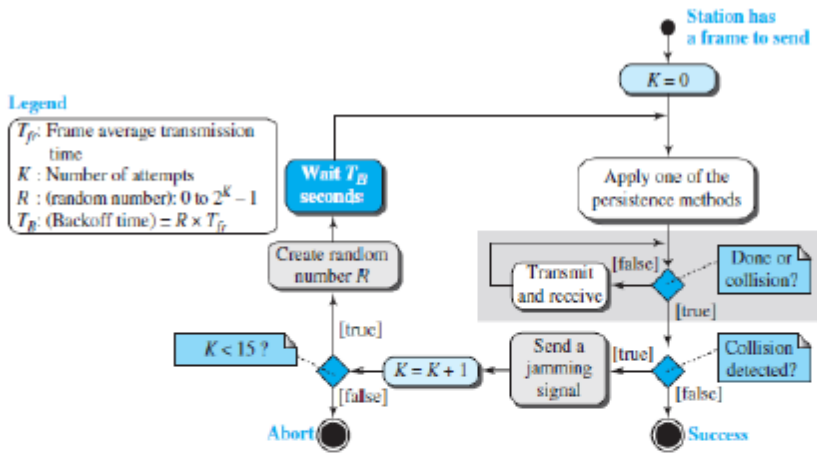 Station has
a frame to send
K = 0
Legend
T_fr: Frame average transmission
time
K : Number of attempts
R : (random number): 0 to 2^K – 1
T_B: (Backoff time) = R × T_fr
Wait T_B
seconds
Apply one of the
persistence methods
Create random
number R
[false]
Transmit
and receive
Done or
collision?
[true]
[true]
K < 15 ?
K = K + 1
Send a
jamming
signal
[true]
Collision
detected?
[false]
[false]
Abort
Success